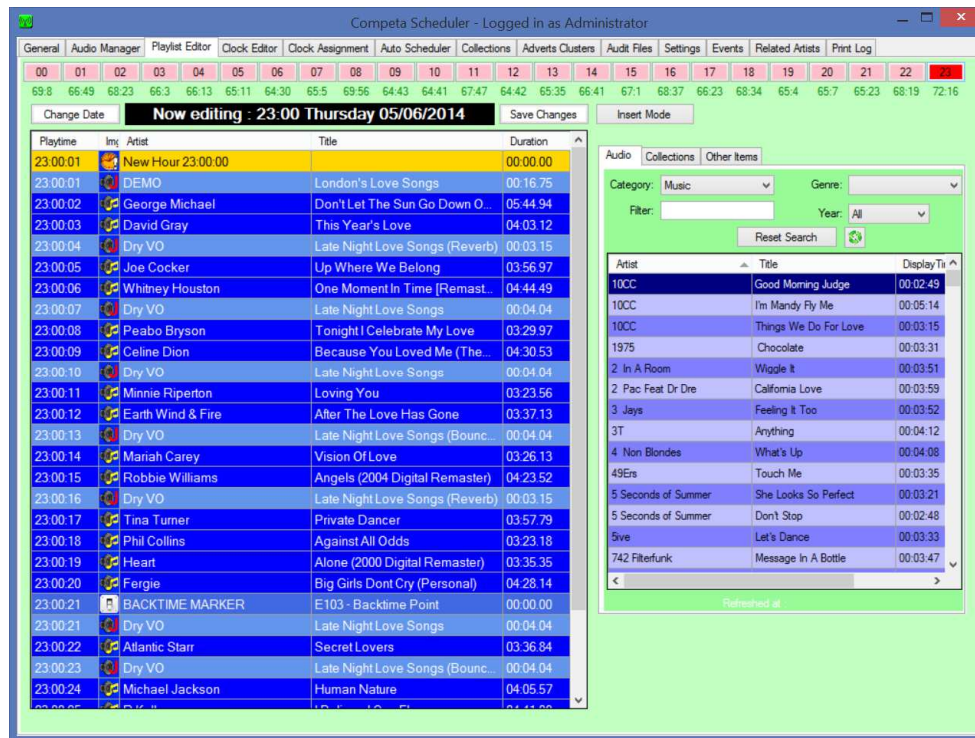 Competa Scheduler - Logged in as Administrator
General Audio Manager Playlist Editor Clock Editor Clock Assignment Auto Scheduler Collections Adverts Clusters Audit Files Settings Events Related Artists Print Log
00 01 02 03 04 05 06 07 08 09 10 11 12 13 14 15 16 17 18 19 20 21 22 23
69:8 66:49 68:23 66:3 66:13 65:11 64:30 65:5 69:56 64:43 64:41 67:47 64:42 65:35 66:41 67:1 68:37 66:23 68:34 65:4 65:7 65:23 68:19 72:16
Change Date Now editing : 23:00 Thursday 05/06/2014 Save Changes Insert Mode
Playtime Img Artist Title Duration
23:00:01 New Hour 23:00:00 00:00.00
23:00:01 DEMO London's Love Songs 00:16.75
23:00:02 George Michael Don't Let The Sun Go Down O... 05:44.94
23:00:03 David Gray This Year's Love 04:03.12
23:00:04 Dry VO Late Night Love Songs (Reverb) 00:03.15
23:00:05 Joe Cocker Up Where We Belong 03:56.97
23:00:06 Whitney Houston One Moment In Time [Remast... 04:44.49
23:00:07 Dry VO Late Night Love Songs 00:04.04
23:00:08 Peabo Bryson Tonight I Celebrate My Love 03:29.97
23:00:09 Celine Dion Because You Loved Me (The... 04:30.53
23:00:10 Dry VO Late Night Love Songs 00:04.04
23:00:11 Minnie Riperton Loving You 03:23.56
23:00:12 Earth Wind & Fire After The Love Has Gone 03:37.13
23:00:13 Dry VO Late Night Love Songs (Bounc... 00:04.04
23:00:14 Mariah Carey Vision Of Love 03:26.13
23:00:15 Robbie Williams Angels (2004 Digital Remaster) 04:23.52
23:00:16 Dry VO Late Night Love Songs (Reverb) 00:03.15
23:00:17 Tina Turner Private Dancer 03:57.79
23:00:18 Phil Collins Against All Odds 03:23.18
23:00:19 Heart Alone (2000 Digital Remaster) 03:35.35
23:00:20 Fergie Big Girls Dont Cry (Personal) 04:28.14
23:00:21 BACKTIME MARKER E103 - Backtime Point 00:00.00
23:00:21 Dry VO Late Night Love Songs 00:04.04
23:00:22 Atlantic Starr Secret Lovers 03:36.84
23:00:23 Dry VO Late Night Love Songs (Bounc... 00:04.04
23:00:24 Michael Jackson Human Nature 04:05.57
Audio Collections Other Items
Category: Music Genre:
Filter: Year: All
Reset Search
Artist Title Display Tir
10CC Good Morning Judge 00:02:49
10CC I'm Mandy Fly Me 00:05:14
10CC Things We Do For Love 00:03:15
1975 Chocolate 00:03:31
2 In A Room Wiggle It 00:03:51
2 Pac Feat Dr Dre California Love 00:03:59
3 Jays Feeling It Too 00:03:52
3T Anything 00:04:12
4 Non Blondes What's Up 00:04:08
49Ers Touch Me 00:03:35
5 Seconds of Summer She Looks So Perfect 00:03:21
5 Seconds of Summer Don't Stop 00:02:48
5ive Let's Dance 00:03:33
742 Filterfunk Message In A Bottle 00:03:47
Refreshed at